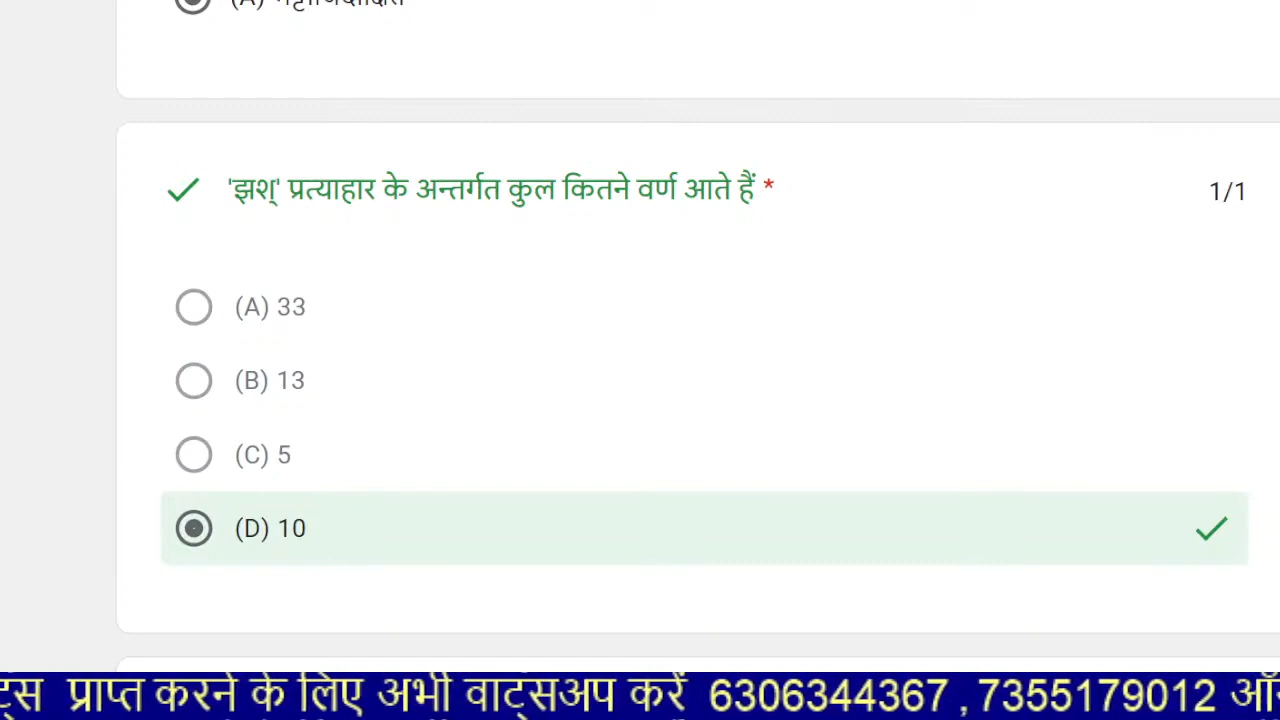 (A)
'झश्' प्रत्याहार के अन्तर्गत कुल कितने वर्ण आते हैं *
1/1
(A) 33
(B) 13
(C) 5
(D) 10
प्राप्त करने के लिए अभी वाट्सअप करें 6306344367 , 7355179012